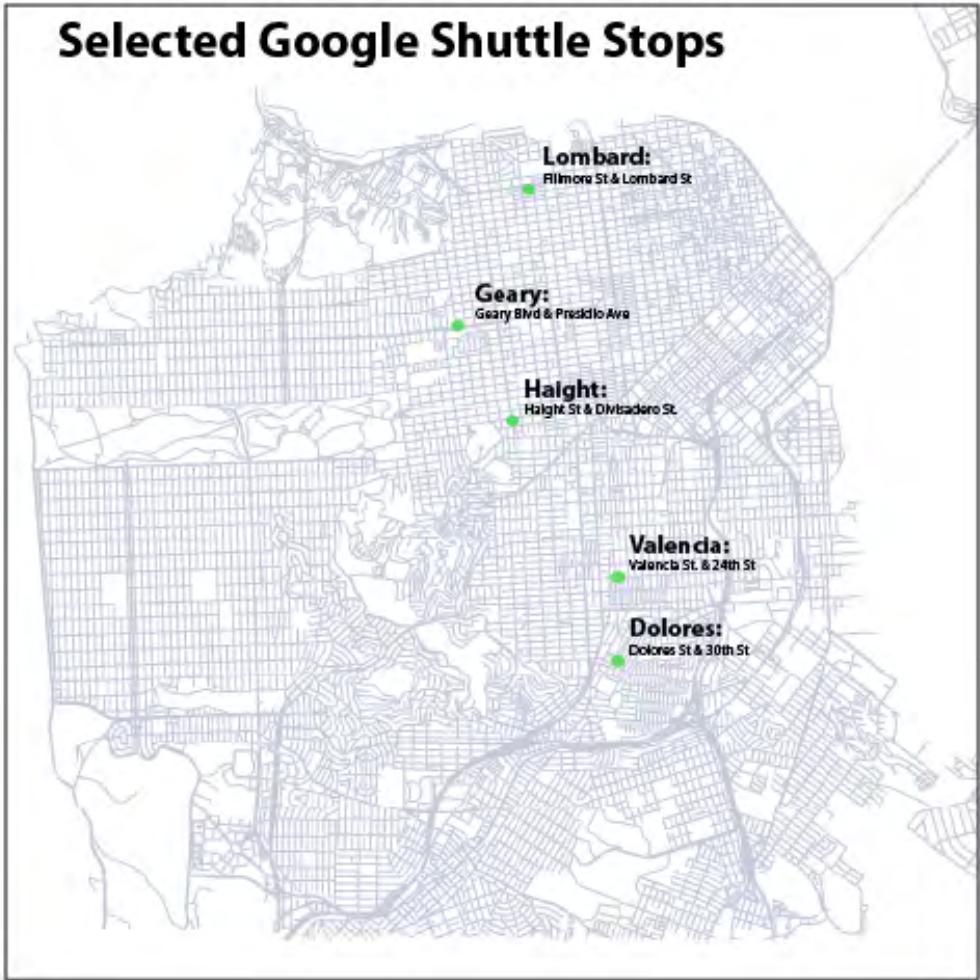 Selected Google Shuttle Stops
Lombard:
Fillmore St & Lombard St
Geary:
Geary Blvd & Presidio Ave
Haight:
Haight St & Divisadero St.
Valencia:
Valencia St. & 24th St
Dolores:
Dolores St & 30th St